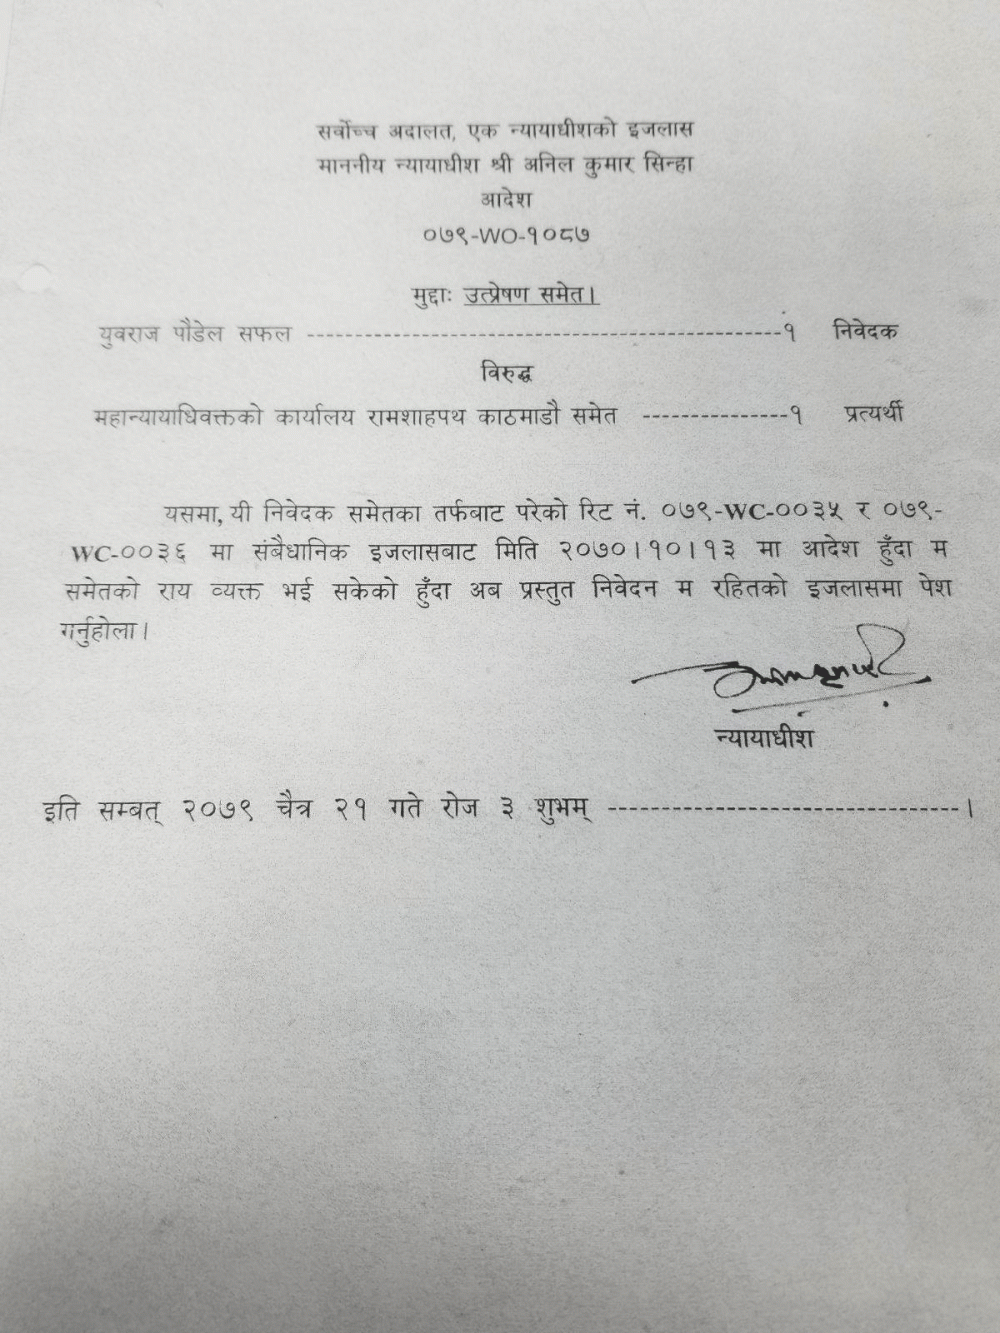 सर्वोच्च अदालत, एक न्यायाधीशको इजलास
माननीय न्यायाधीश श्री अनिल कुमार सिन्हा
आदेश
०७९-WO-१०८७
मुद्दाः उत्प्रेषण समेत।
युवराज पौडेल सफल ----------------------------------------------१ निवेदक
विरुद्ध
महान्यायाधिवक्तको कार्यालय रामशाहपथ काठमाडौ समेत ---------------१ प्रत्यर्थी
यसमा, यी निवेदक समेतका तर्फबाट परेको रिट नं. ०७९-WC-००३५ र ०७९-
WC-००३६ मा संबैधानिक इजलासबाट मिति २०७०।१०।१३ मा आदेश हुँदा म
समेतको राय व्यक्त भई सकेको हुँदा अब प्रस्तुत निवेदन म रहितको इजलासमा पेश
गर्नुहोला।
न्यायाधीश
इति सम्बत् २०७९ चैत्र २१ गते रोज ३ शुभम् ---------------------------------।